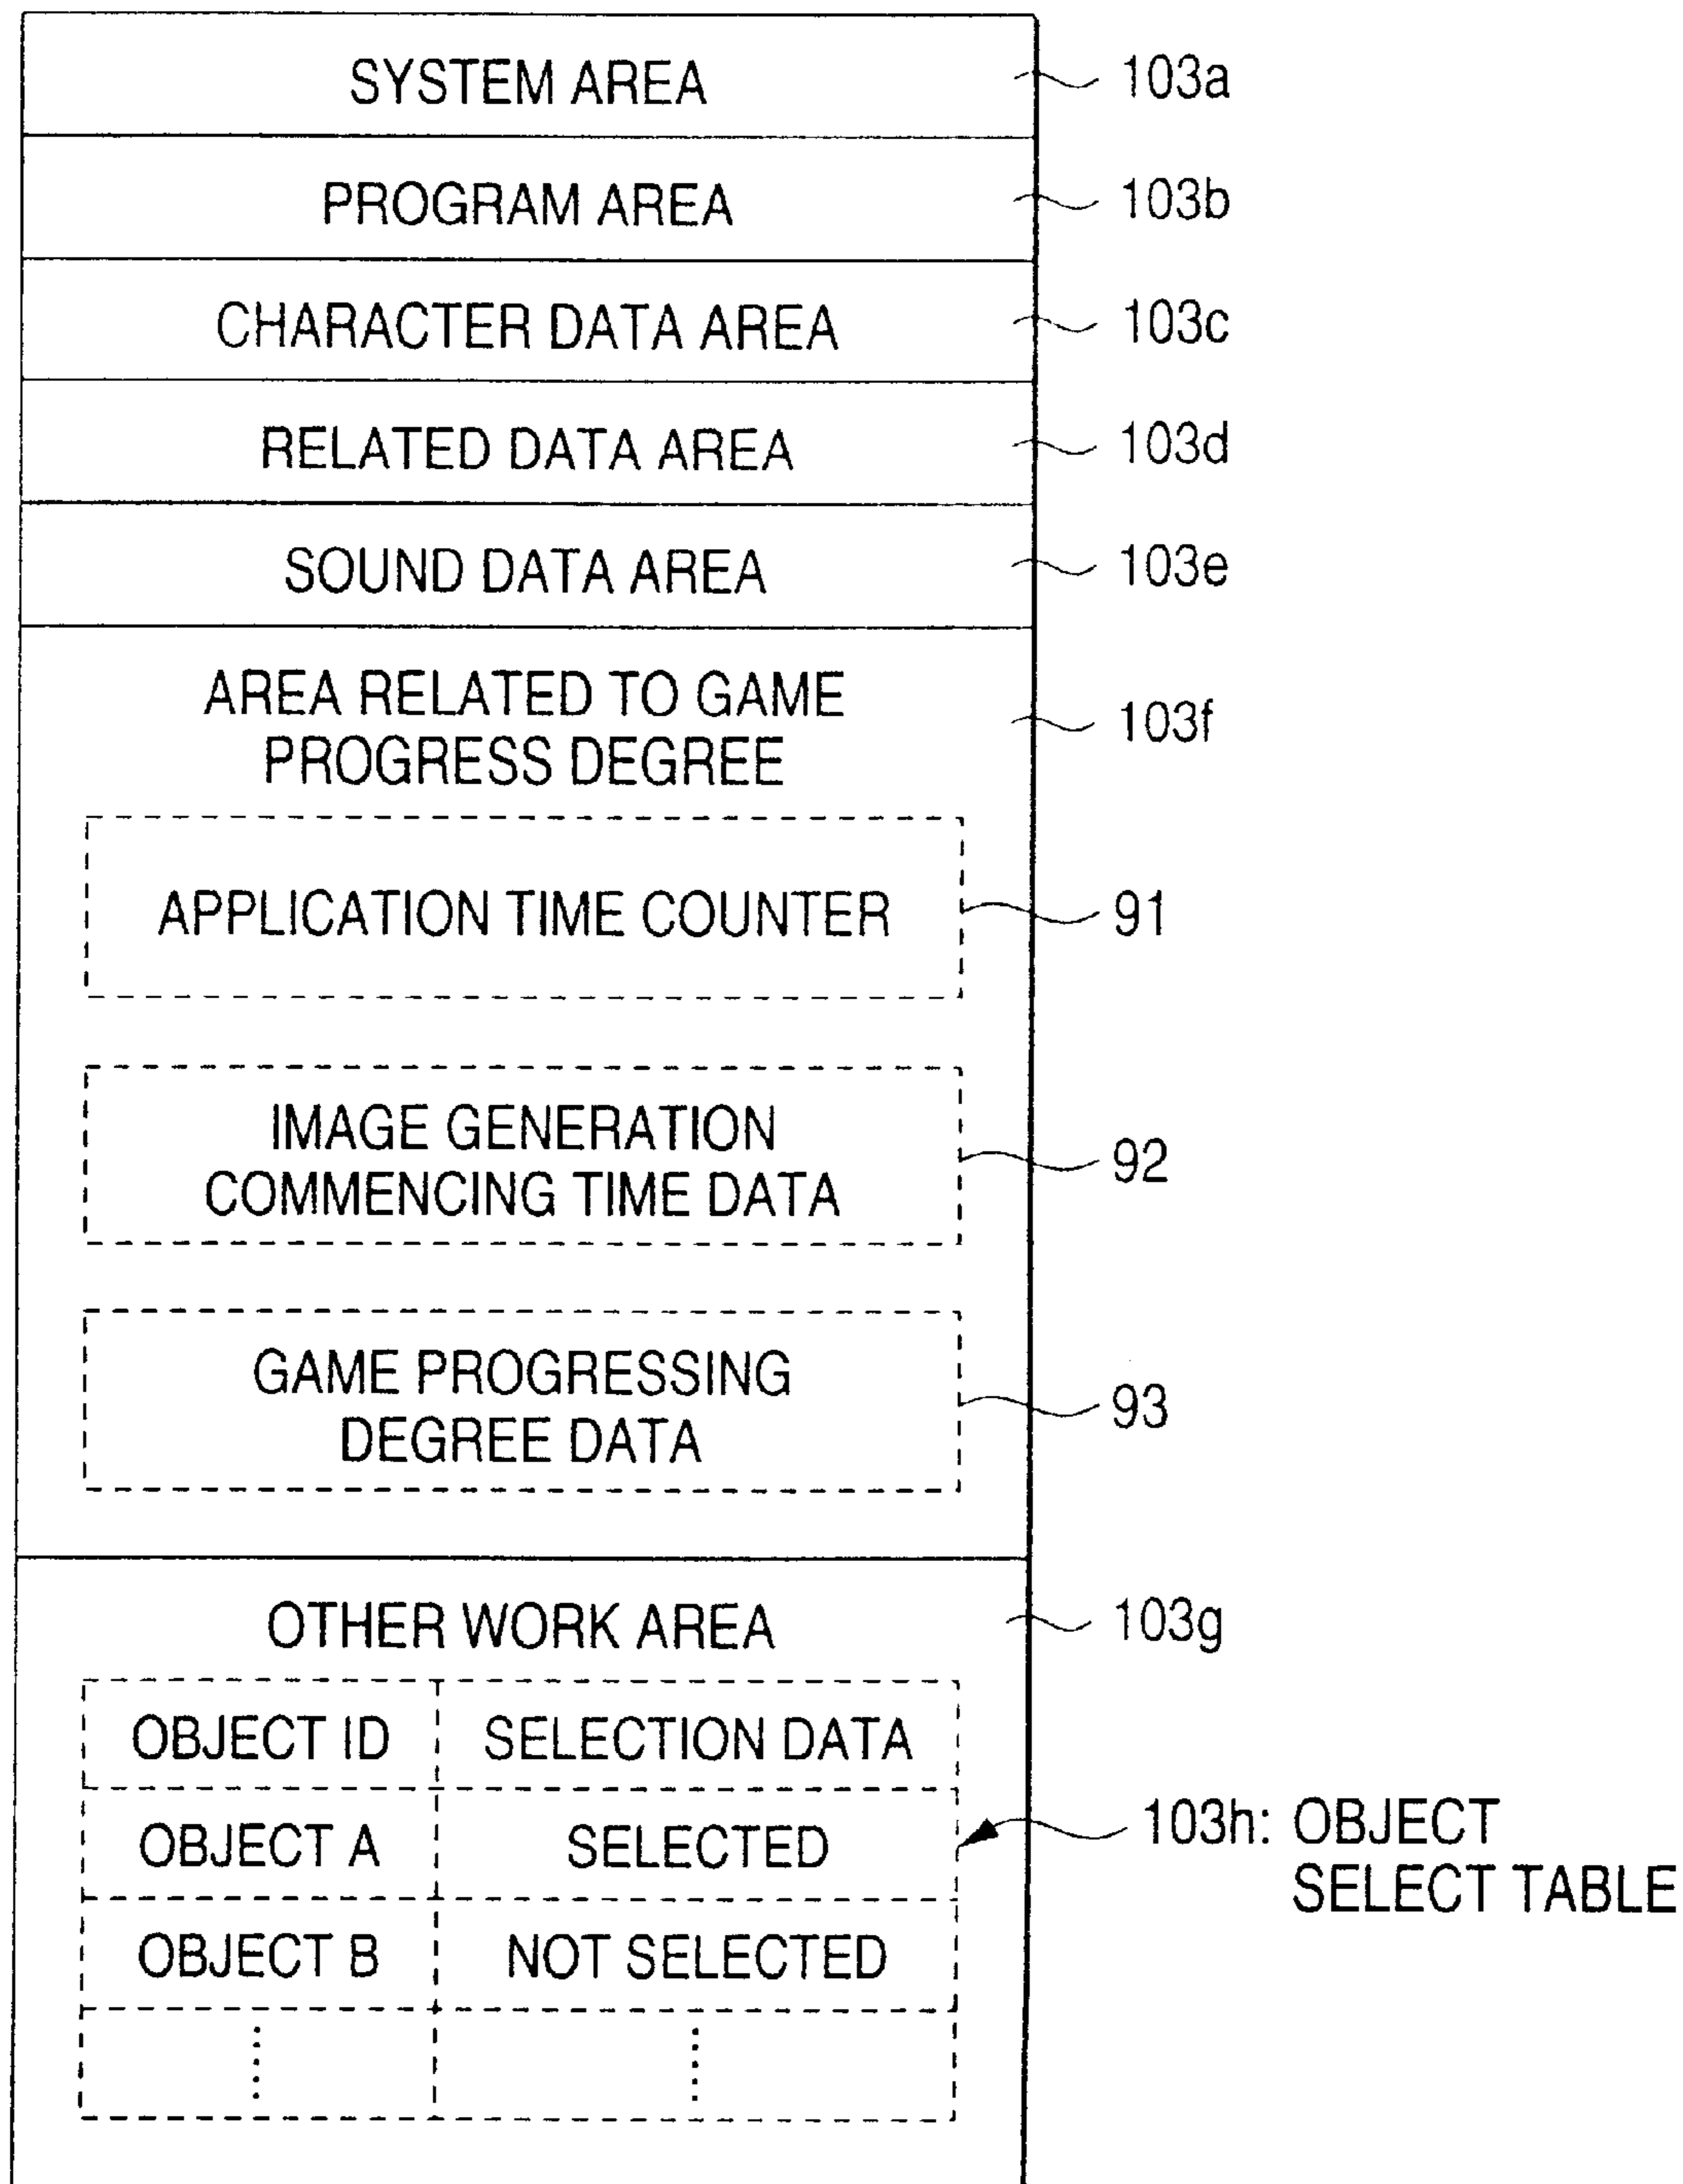 SYSTEM AREA 103a
PROGRAM AREA 103b
CHARACTER DATA AREA 103c
RELATED DATA AREA 103d
SOUND DATA AREA 103e
AREA RELATED TO GAME
PROGRESS DEGREE
103f
APPLICATION TIME COUNTER 91
IMAGE GENERATION
COMMENCING TIME DATA
92
GAME PROGRESSING
DEGREE DATA
93
OTHER WORK AREA 103g
OBJECT ID SELECTION DATA
OBJECT A SELECTED
OBJECT B NOT SELECTED
103h: OBJECT
SELECT TABLE